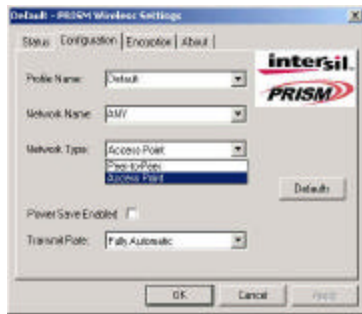 Default - PRISM Wireless Settings
Status Configuration Encryption About
intersil.
PRISM
Profile Name: Default
Network Name: ANY
Network Type: Access Point
Peer-to-Peer
Access Point
Defaults
Power Save Enabled
Transmit Rate: Fully Automatic
OK Cancel Apply